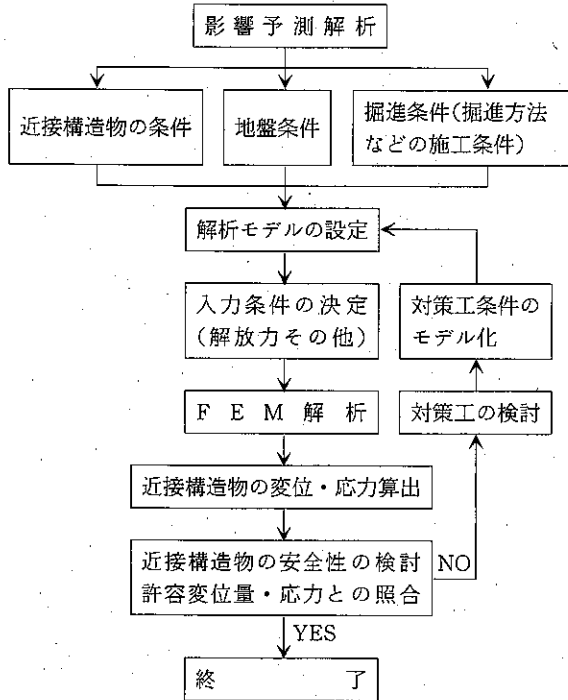 影響予測解析
近接構造物の条件
地盤条件
掘進条件(掘進方法
などの施工条件)
解析モデルの設定
入力条件の決定
(解放力その他)
対策工条件の
モデル化
FEM解析
対策工の検討
近接構造物の変位・応力算出
近接構造物の安全性の検討
許容変位量・応力との照合
NO
YES
終了